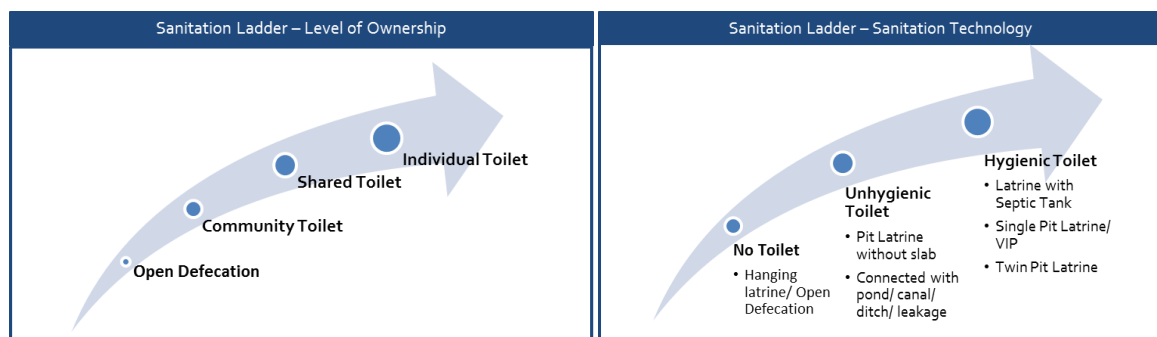 Sanitation Ladder – Level of Ownership
Individual Toilet
Shared Toilet
Community Toilet
Open Defecation
Sanitation Ladder – Sanitation Technology
No Toilet
• Hanging
latrine/ Open
Defecation
Unhygienic
Toilet
• Pit Latrine
without slab
• Connected with
pond/ canal/
ditch/ leakage
Hygienic Toilet
• Latrine with
Septic Tank
• Single Pit Latrine/
VIP
• Twin Pit Latrine